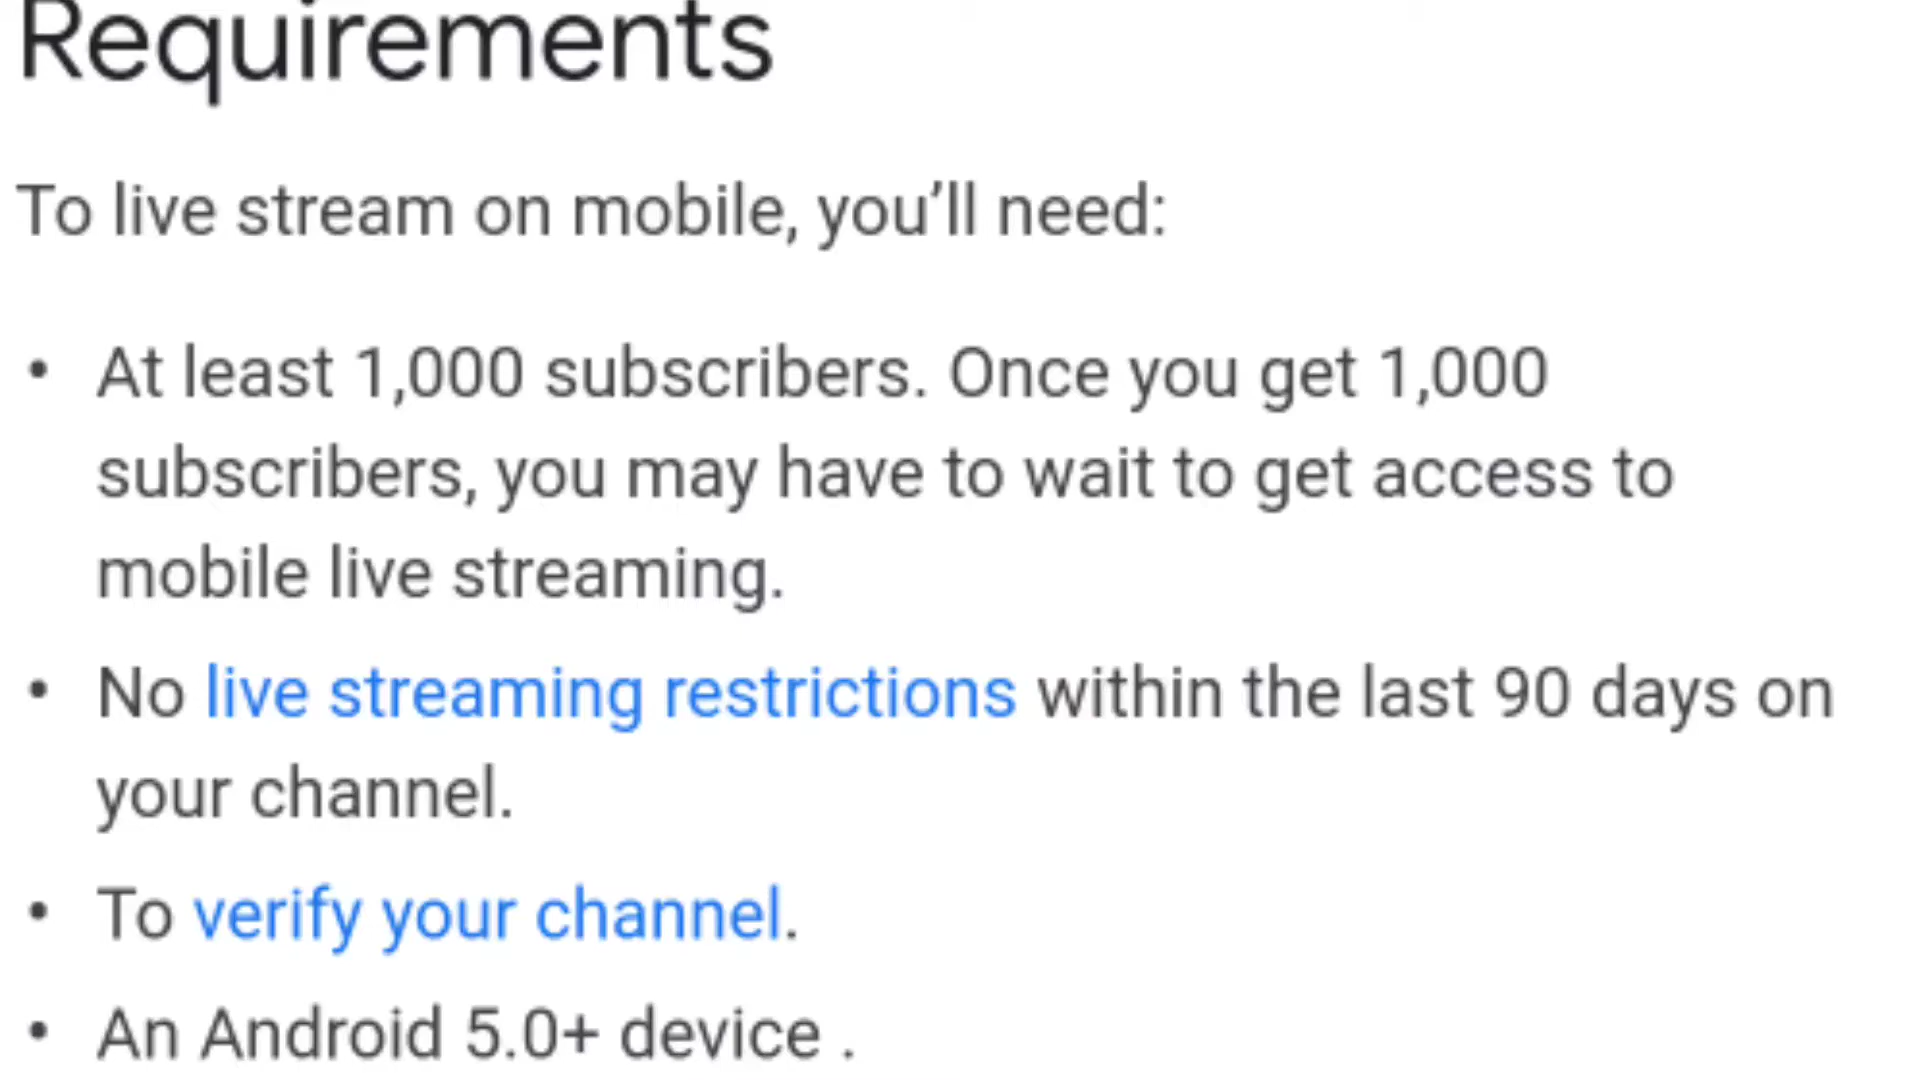 Requirements
To live stream on mobile, you’ll need:
• At least 1,000 subscribers. Once you get 1,000
subscribers, you may have to wait to get access to
mobile live streaming.
• No live streaming restrictions within the last 90 days on
your channel.
• To verify your channel.
• An Android 5.0+ device .